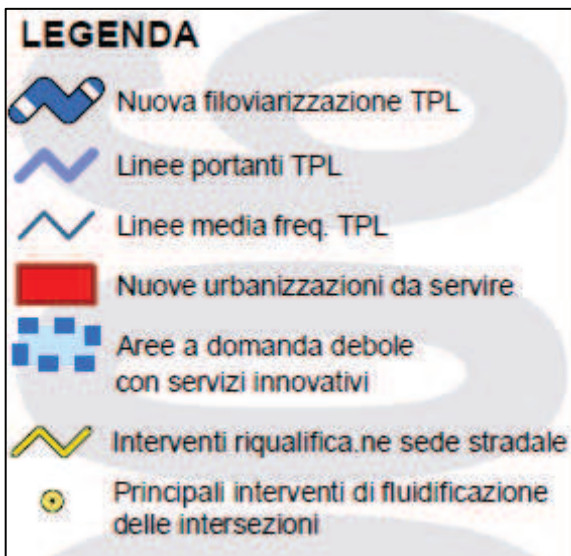 LEGENDA
Nuova filoviarizzazione TPL
Linee portanti TPL
Linee media freq. TPL
Nuove urbanizzazioni da servire
Aree a domanda debole
con servizi innovativi
Interventi riqualifica.ne sede stradale
Principali interventi di fluidificazione
delle intersezioni